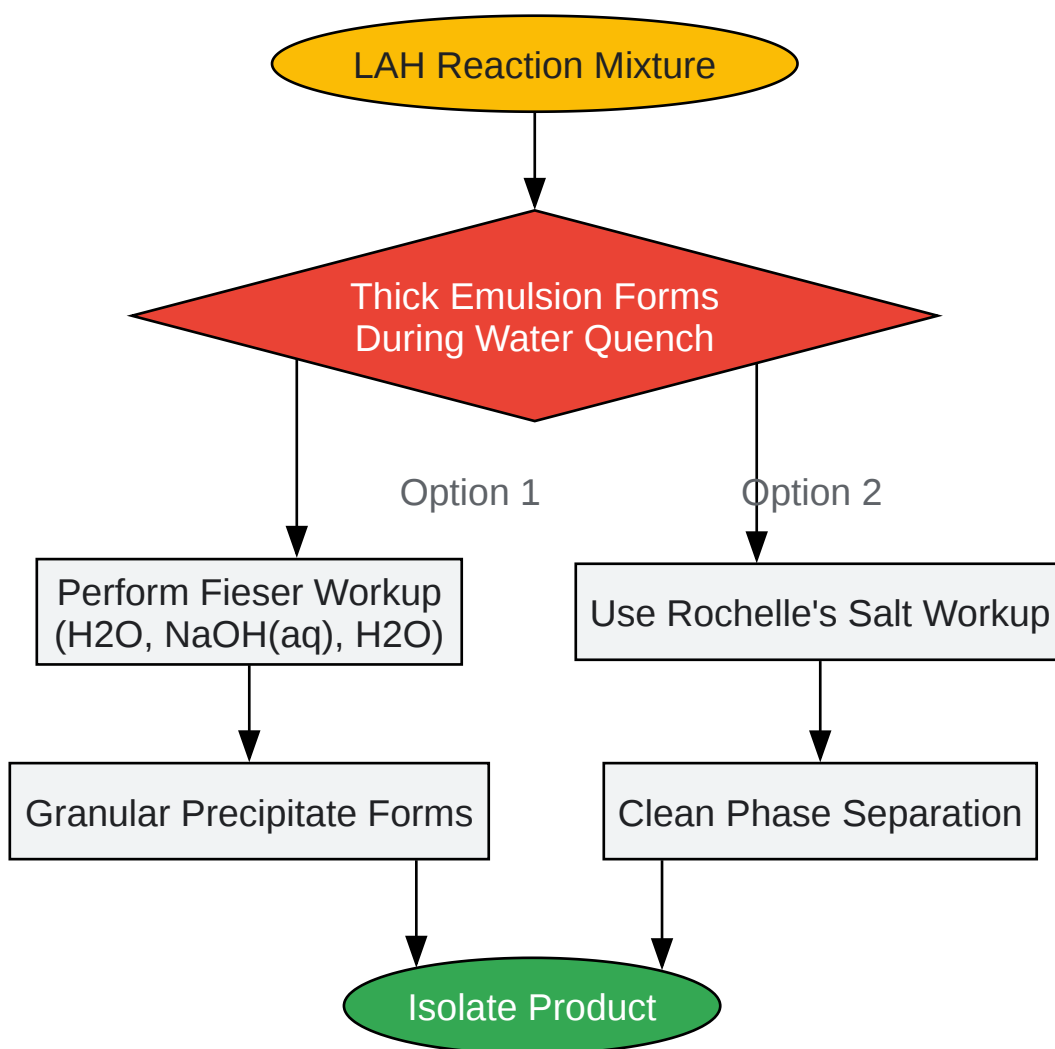 LAH Reaction Mixture
Thick Emulsion Forms
During Water Quench
Option 1
Option 2
Perform Fieser Workup
(H2O, NaOH(aq), H2O)
Use Rochelle's Salt Workup
Granular Precipitate Forms
Clean Phase Separation
Isolate Product